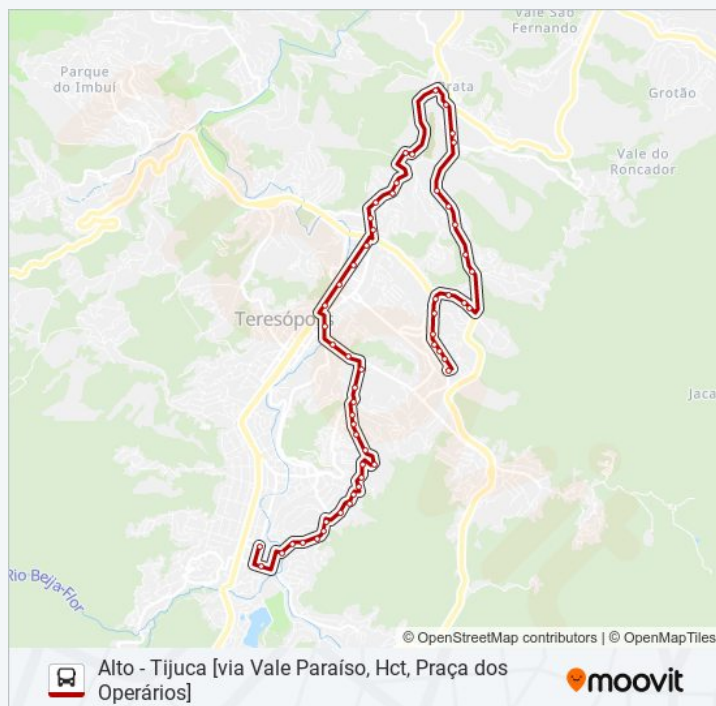 Vale São
Fernando
Parque
do Imbuí
rata
Grotão
Vale do
Roncador
Teresópo
s
Jaca
Rio Beija-Flor
© OpenStreetMap contributors | © OpenMapTiles
Alto - Tijuca [via Vale Paraíso, Hct, Praça dos
Operários]
moovit